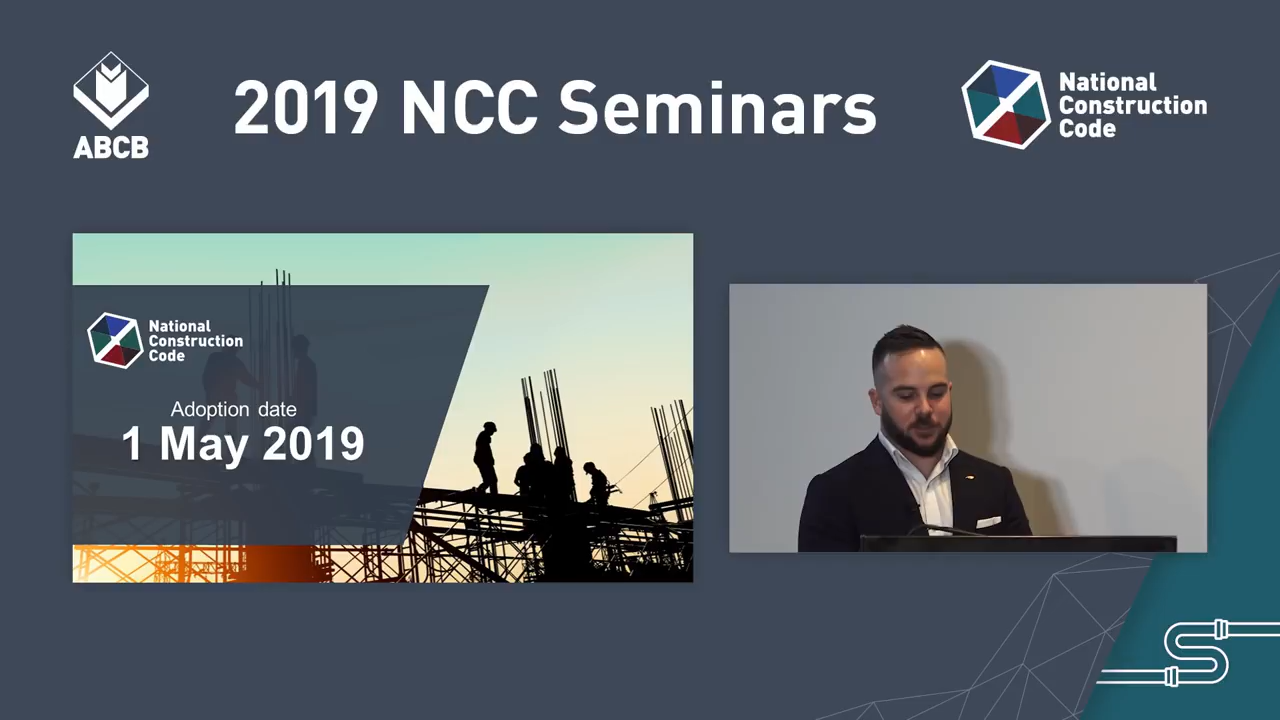 ABCB
2019 NCC Seminars
National
Construction
Code
National
Construction
Code
Adoption date
1 May 2019